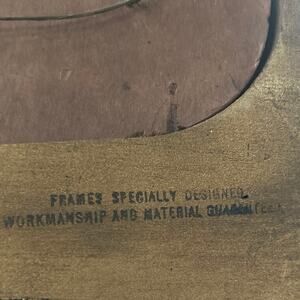 FRAMES SPECIALLY DESIGNED
WORKMANSHIP AND MATERIAL GUARANTEED